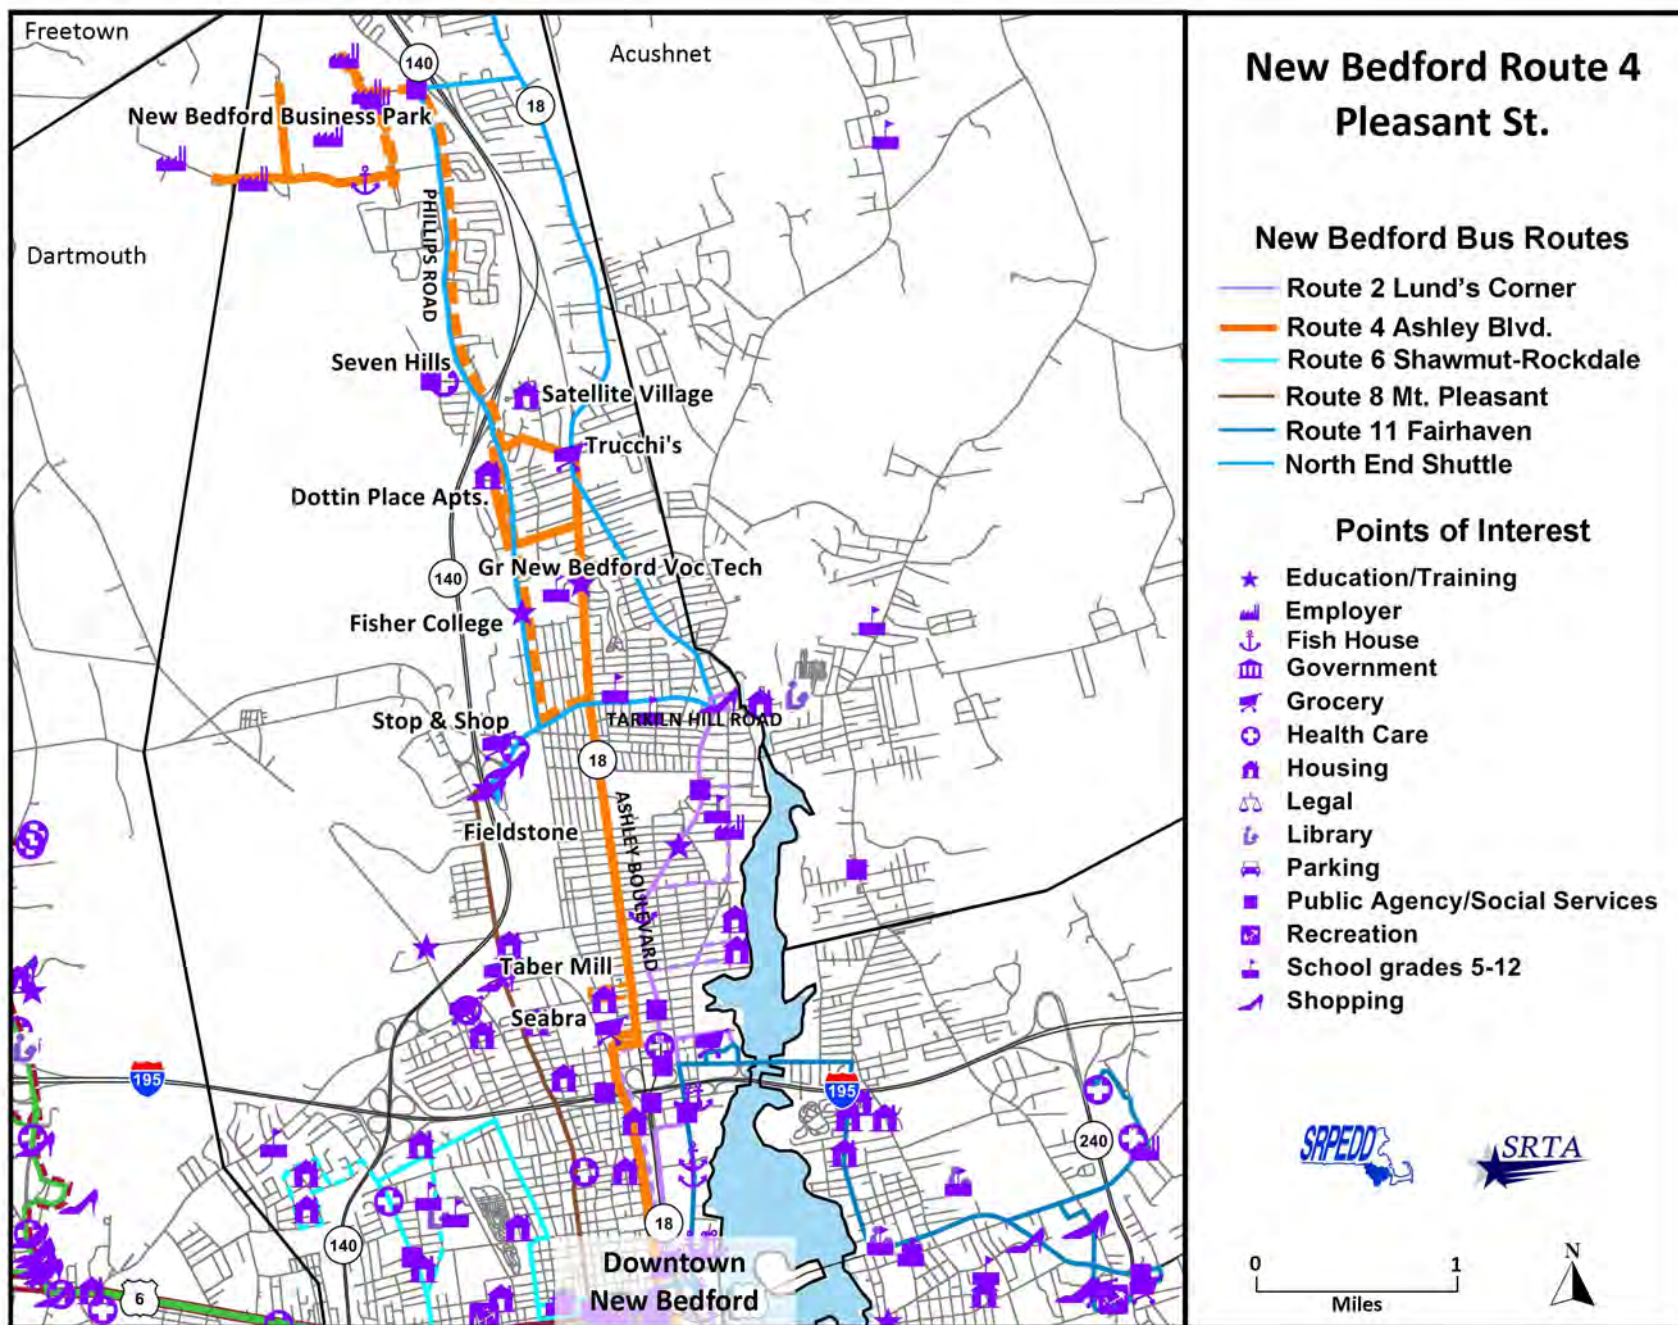 Freetown
Acushnet
140
18
New Bedford Business Park
PHILLIPS ROAD
Dartmouth
Seven Hills
Satellite Village
Trucchi's
Dottin Place Apts.
140
Gr New Bedford Voc Tech
Fisher College
Stop & Shop
TARKILN HILL ROAD
18
ASHLEY BOULEVARD
Fieldstone
Taber Mill
Seabra
195
195
240
140
18
6
Downtown
New Bedford
New Bedford Route 4
Pleasant St.
New Bedford Bus Routes
Route 2 Lund's Corner
Route 4 Ashley Blvd.
Route 6 Shawmut-Rockdale
Route 8 Mt. Pleasant
Route 11 Fairhaven
North End Shuttle
Points of Interest
Education/Training
Employer
Fish House
Government
Grocery
Health Care
Housing
Legal
Library
Parking
Public Agency/Social Services
Recreation
School grades 5-12
Shopping
SRPEDD
SRTA
0 1
Miles
N